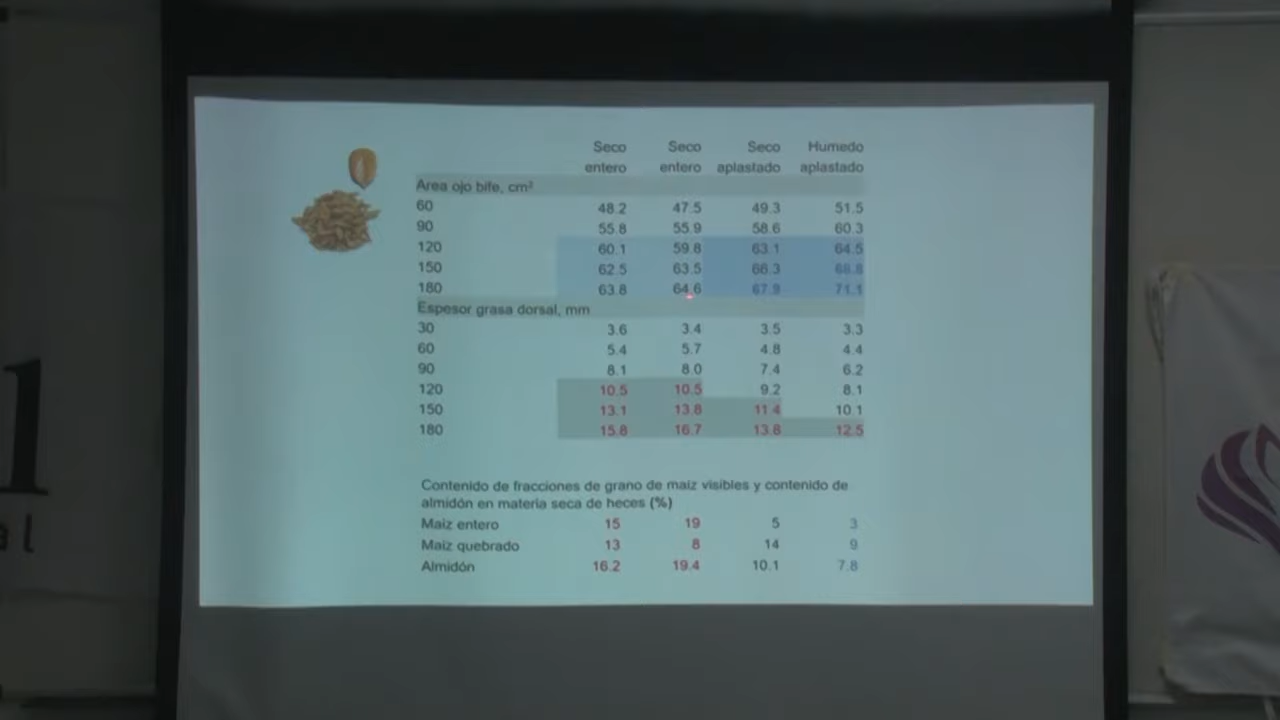 Seco Seco Seco Humedo
entero entero aplastado aplastado
Area ojo bife, cm²
60 48.2 47.5 49.3 51.5
90 55.8 55.9 58.6 60.3
120 60.1 59.8 63.1 64.5
150 62.5 63.5 66.3 68.8
180 63.8 64.6 67.9 71.1
Espesor grasa dorsal, mm
30 3.6 3.4 3.5 3.3
60 5.4 5.7 4.8 4.4
90 8.1 8.0 7.4 6.2
120 10.5 10.5 9.2 8.1
150 13.1 13.8 11.4 10.1
180 15.8 16.7 13.8 12.5
Contenido de fracciones de grano de maiz visibles y contenido de
almidón en materia seca de heces (%)
Maiz entero 15 19 5 3
Maiz quebrado 13 8 14 9
Almidón 16.2 19.4 10.1 7.8